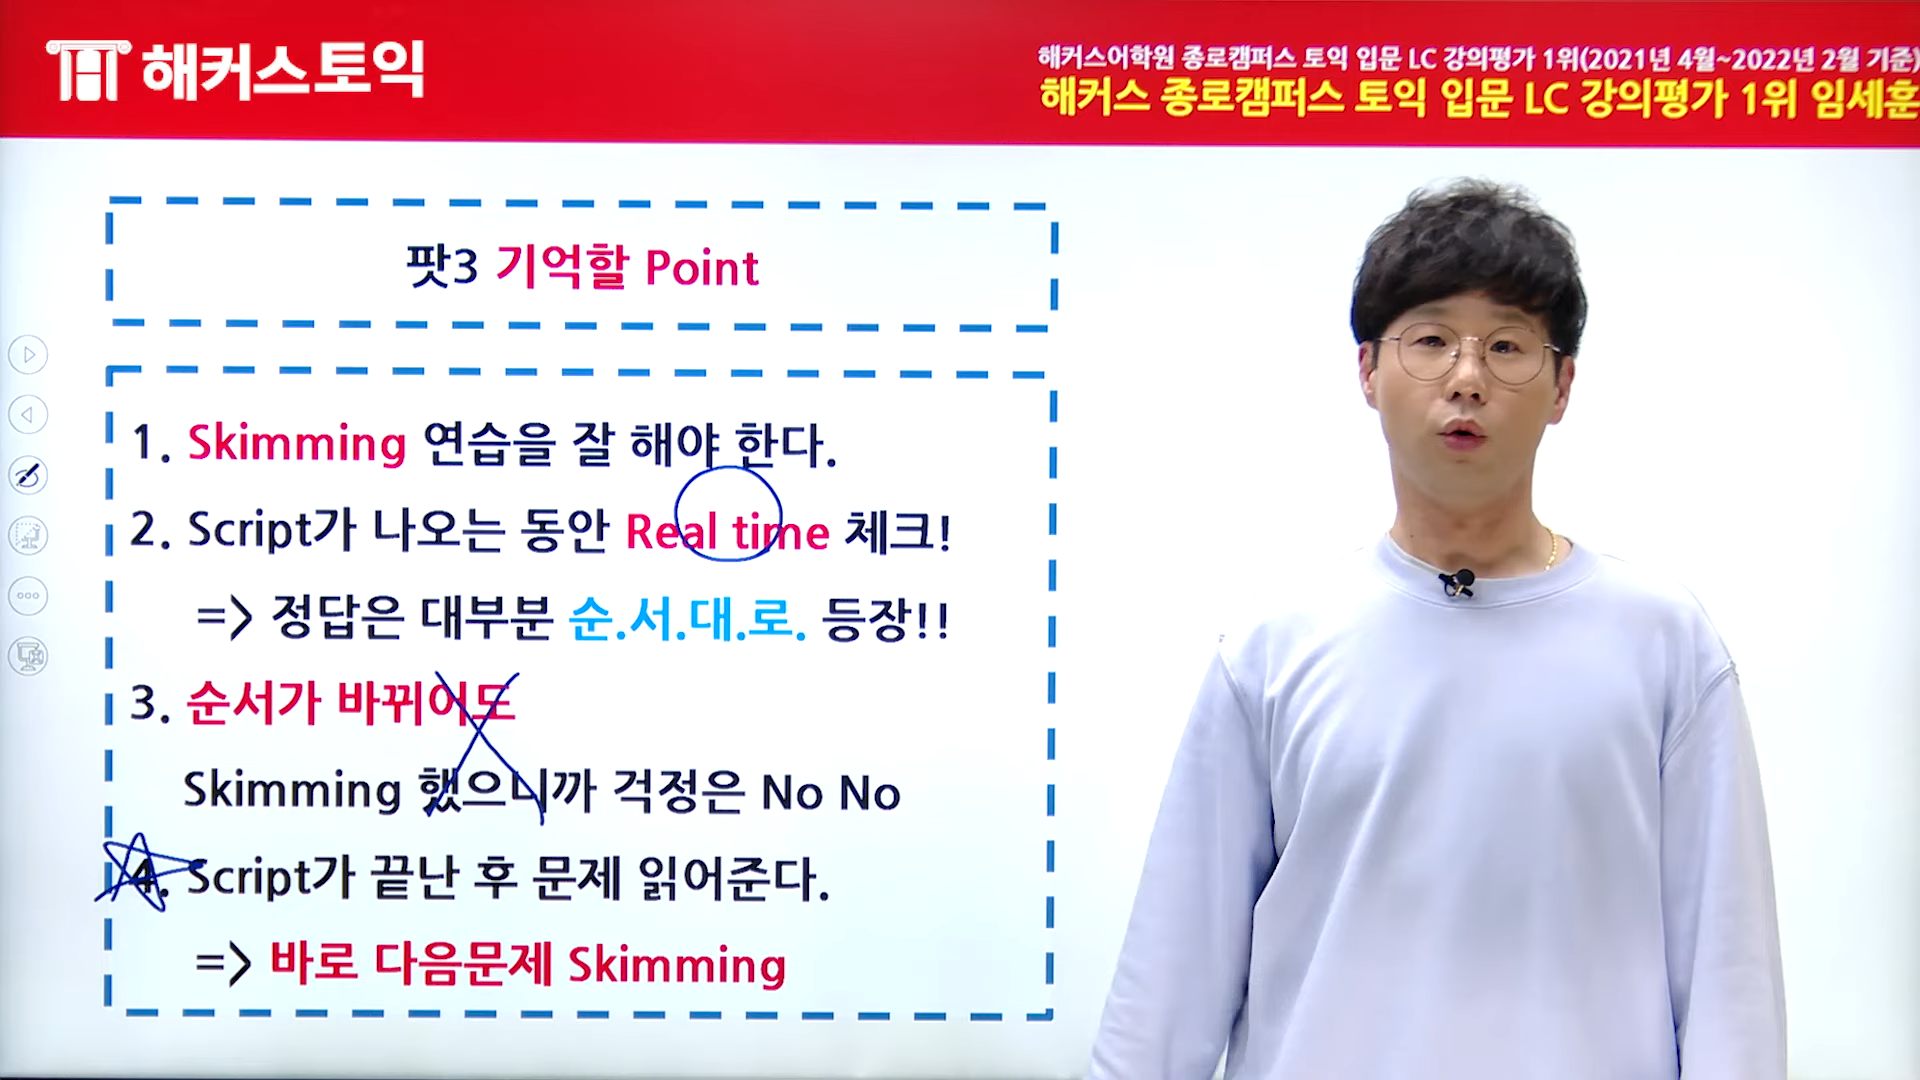 해커스토익
해커스어학원 종로캠퍼스 토익 입문 LC 강의평가 1위(2021년 4월~2022년 2월 기준)
해커스 종로캠퍼스 토익 입문 LC 강의평가 1위 임세훈
팟3 기억할 Point
1. Skimming 연습을 잘 해야 한다.
2. Script가 나오는 동안 Real time 체크!
=> 정답은 대부분 순.서.대.로. 등장!!
3. 순서가 바뀌어도
Skimming 했으니까 걱정은 No No
4. Script가 끝난 후 문제 읽어준다.
=> 바로 다음문제 Skimming